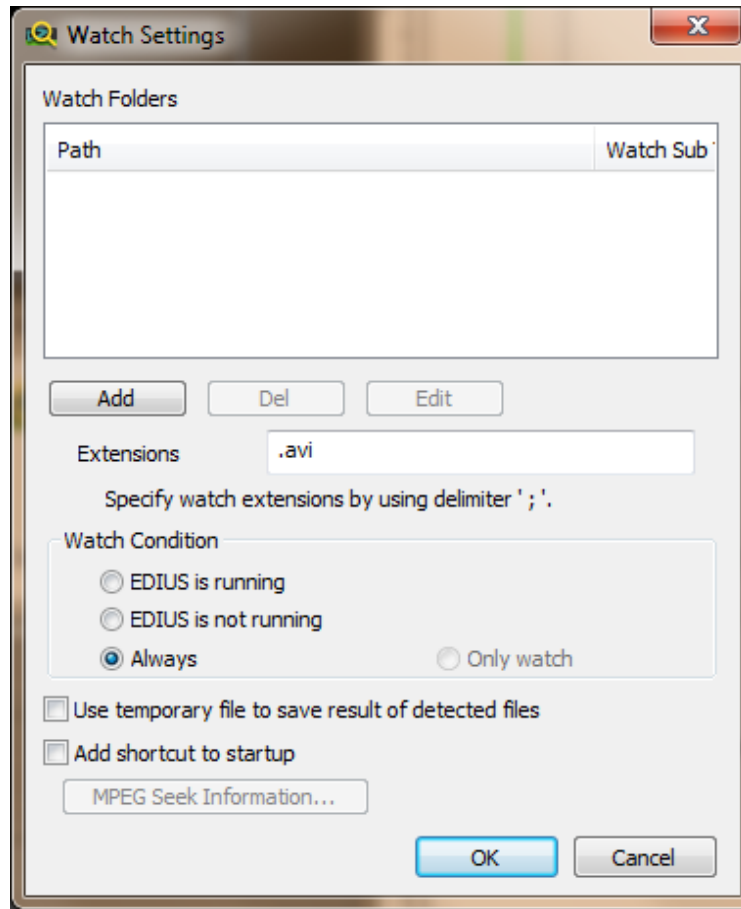 Watch Settings
Watch Folders
Path Watch Sub
Add Del Edit
Extensions .avi
Specify watch extensions by using delimiter ' ; '.
Watch Condition
EDIUS is running
EDIUS is not running
Always Only watch
Use temporary file to save result of detected files
Add shortcut to startup
MPEG Seek Information...
OK Cancel